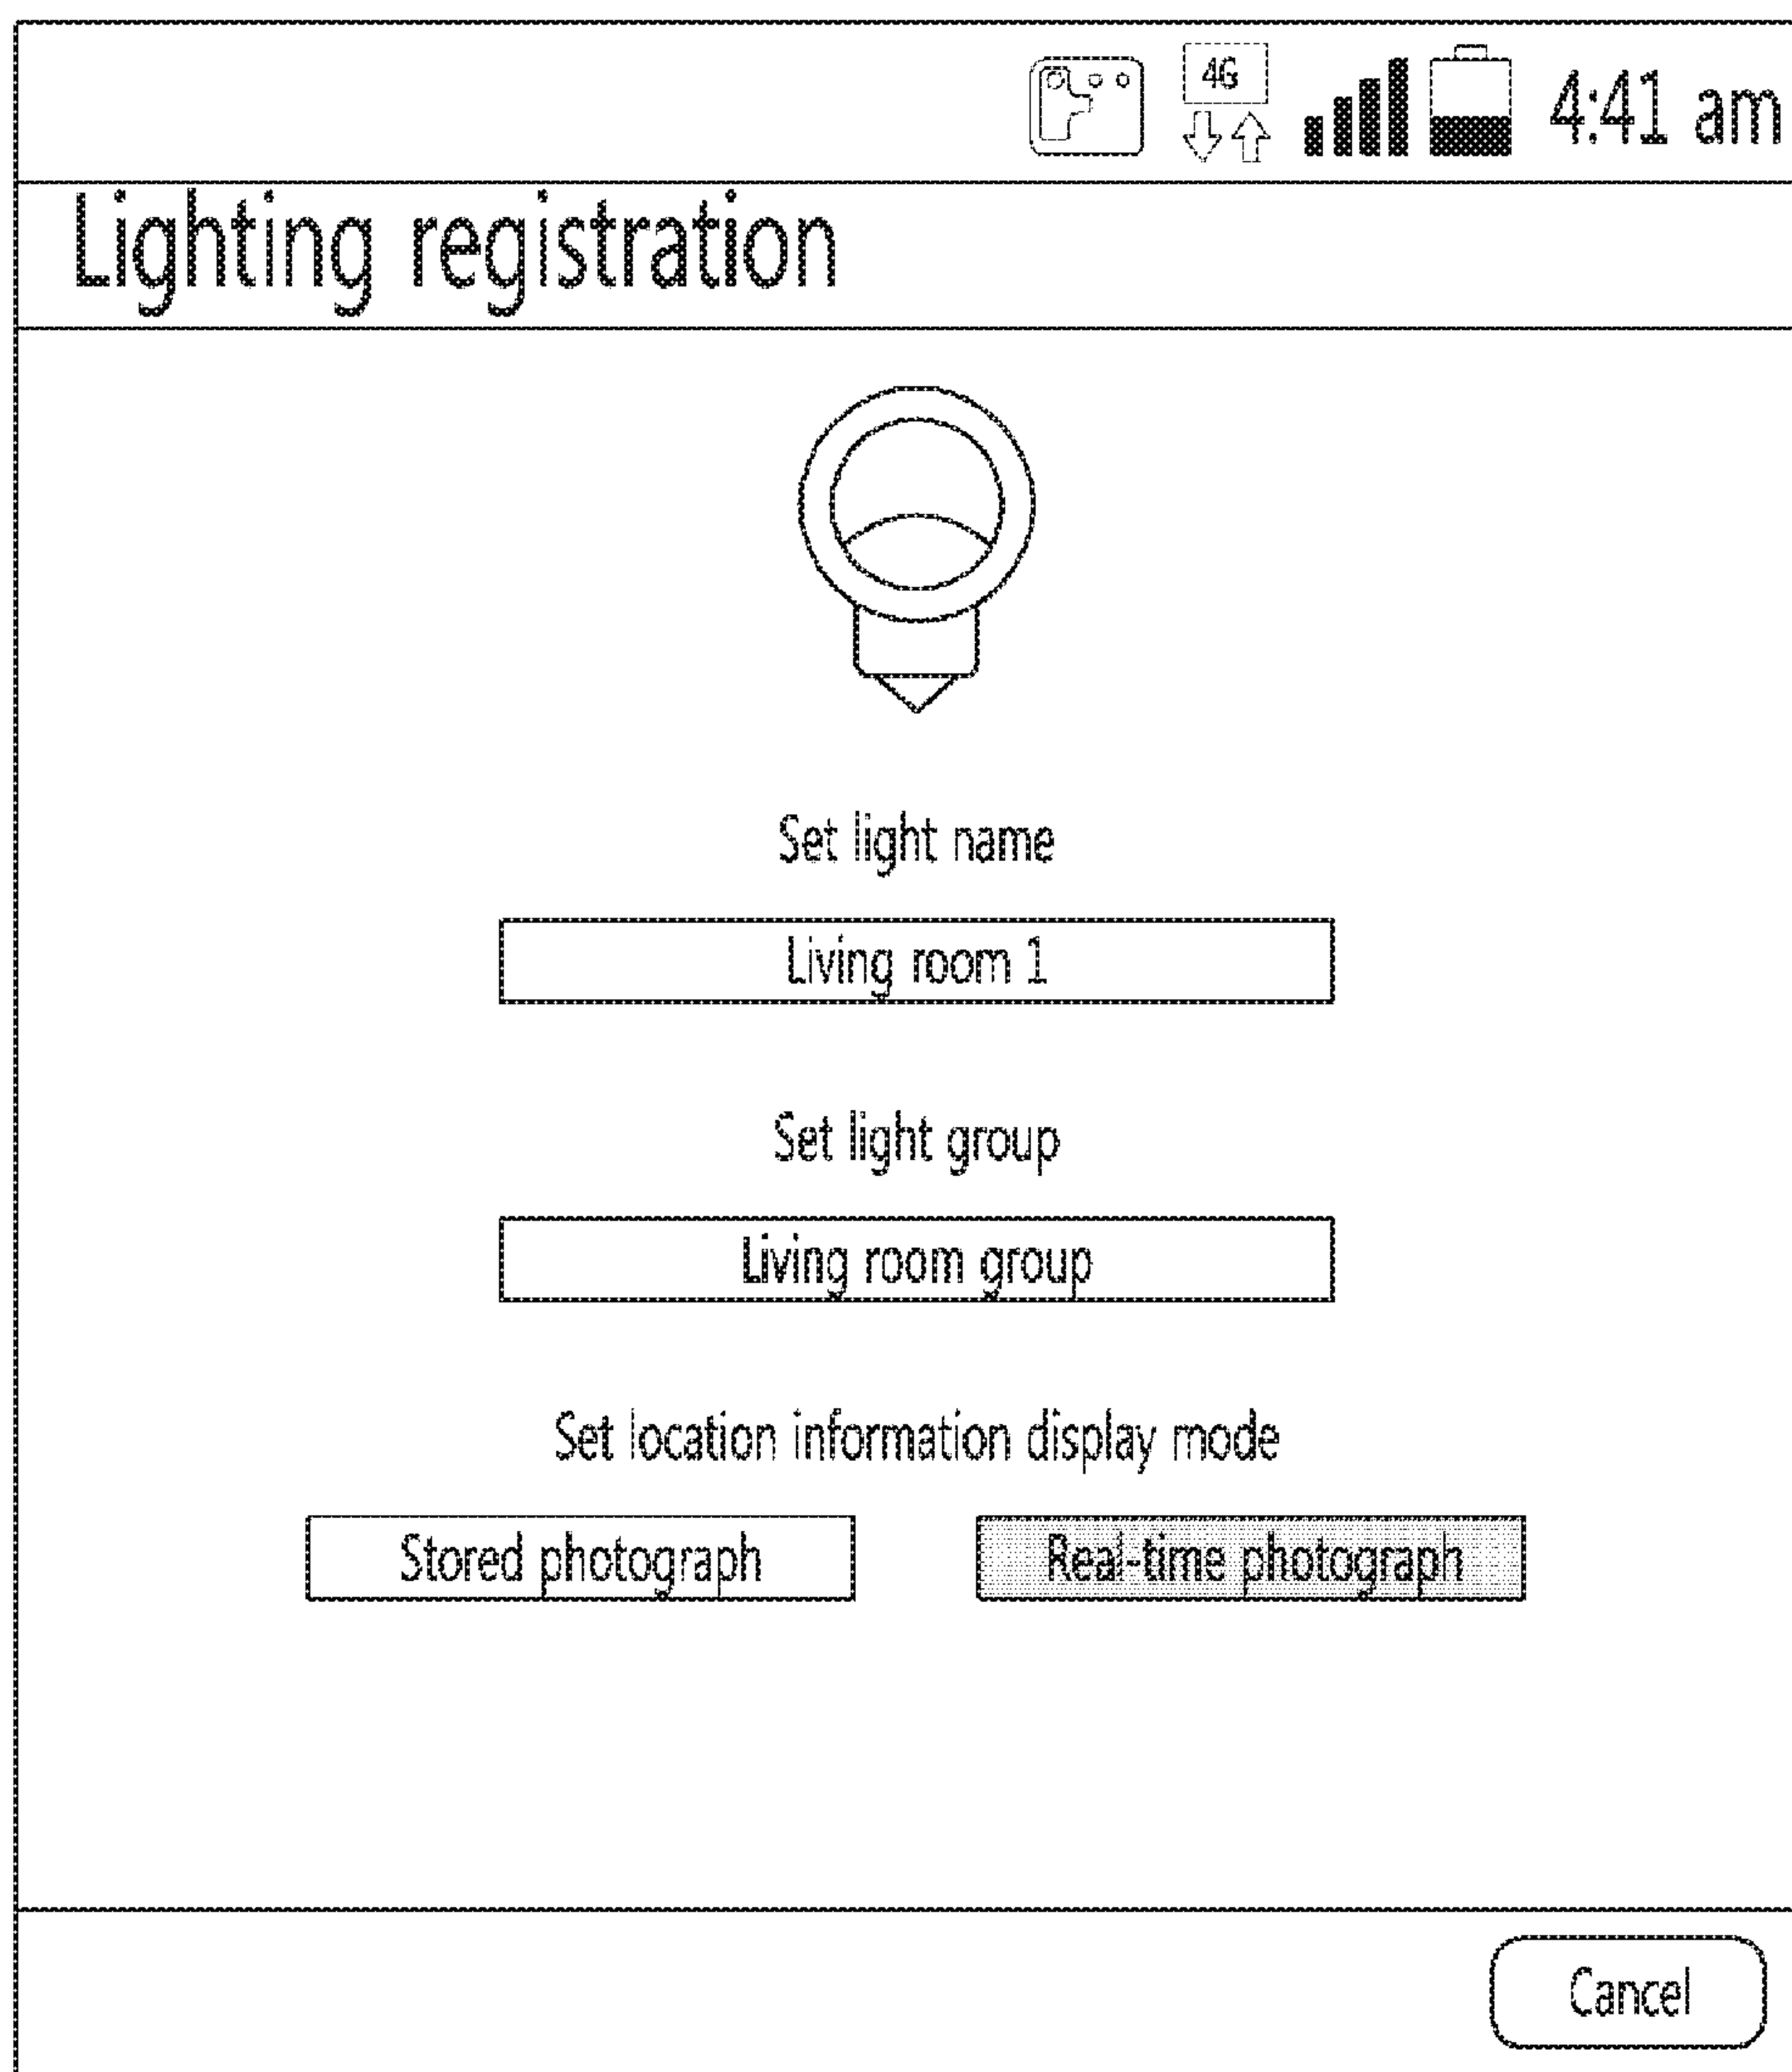 4G
4:41 am
Lighting registration
Set light name
Living room 1
Set light group
Living room group
Set location information display mode
Stored photograph Real-time photograph
Cancel